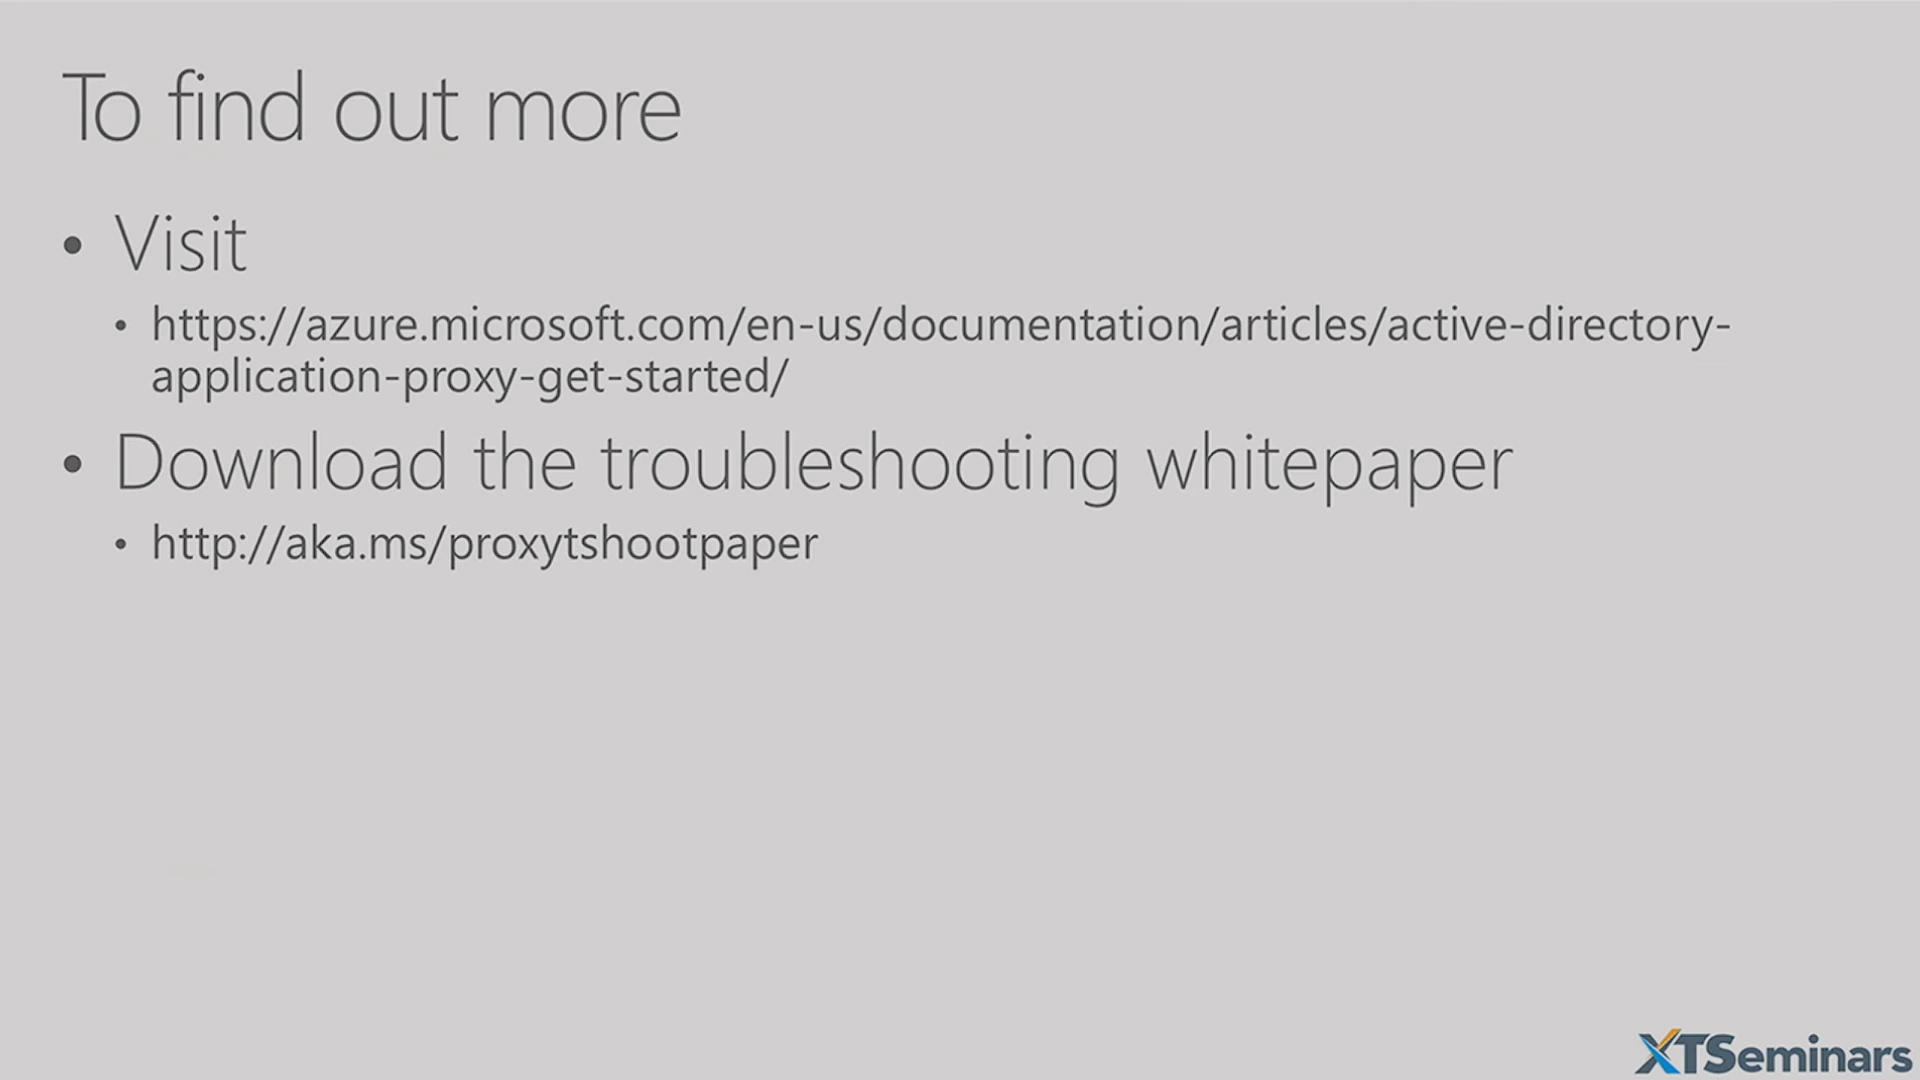 To find out more
• Visit
• https://azure.microsoft.com/en-us/documentation/articles/active-directory-
application-proxy-get-started/
• Download the troubleshooting whitepaper
• http://aka.ms/proxytshootpaper
XTSeminars